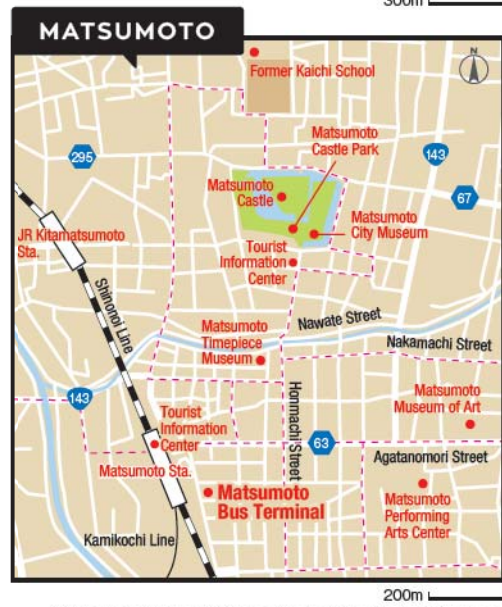 300m
MATSUMOTO
N
Former Kaichi School
Matsumoto
Castle Park
143
295
67
Matsumoto
Castle
Matsumoto
City Museum
JR Kitamatsumoto
Sta.
Tourist
Information
Center
Shinonoi Line
Nawate Street
Matsumoto
Timepiece
Museum
Nakamachi Street
143
Honmachi Street
Matsumoto
Museum of Art
Tourist
Information
Center
63
Agatanomori Street
Matsumoto Sta.
Matsumoto
Bus Terminal
Matsumoto
Performing
Arts Center
Kamikochi Line
200m